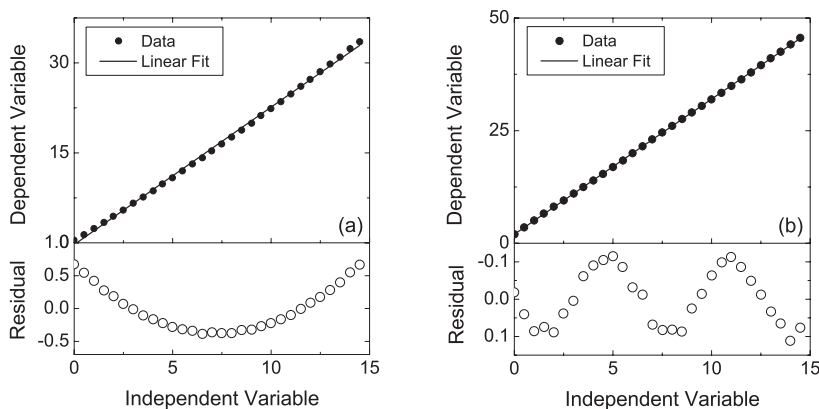 Dependent Variable
30
15
1.0
Data
Linear Fit
(a)
Residual
0.5
0.0
-0.5
0
5
10
15
Independent Variable
Dependent Variable
50
25
0
Data
Linear Fit
(b)
Residual
-0.1
0.0
0.1
0
5
10
15
Independent Variable